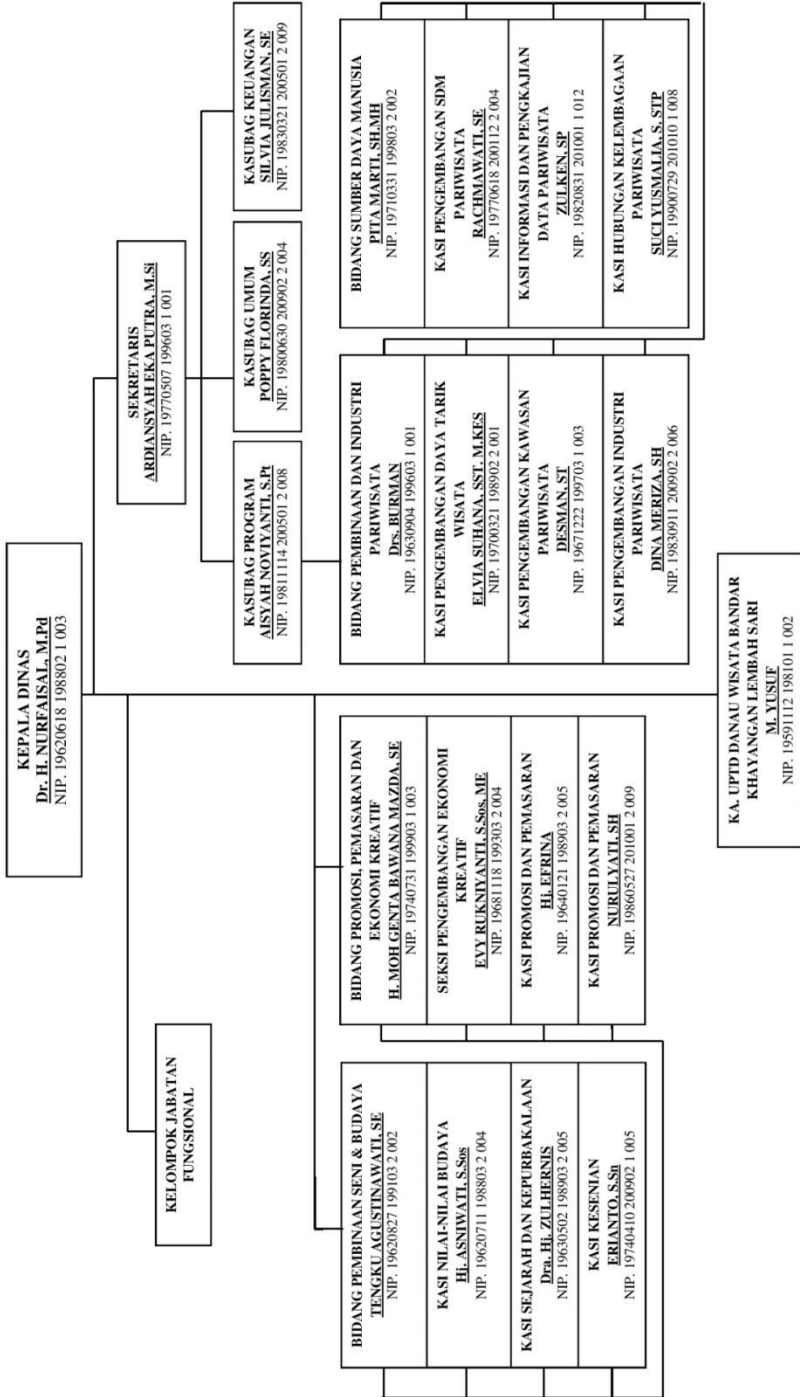 KEPALA DINAS
Dr. H. NURFAISAL, M.Pd
NIP. 19620618 198802 1 003
KELOMPOK JABATAN
FUNGSIONAL
SEKRETARIS
ARDIANSYAH EKA PUTRA, M.Si
NIP. 19770507 199603 1 001
KASUBAG PROGRAM
AISYAH NOVIYANTI, S.Pt
NIP. 19811114 200501 2 008
KASUBAG UMUM
POPPY FLORINDA, SS
NIP. 19800630 200902 2 004
KASUBAG KEUANGAN
SILVIA JULISMAN, SE
NIP. 19830321 200501 2 009
BIDANG PEMBINAAN SENI & BUDAYA
TENGKU AGUSTINAWATI, SE
NIP. 19620827 199103 2 002
KASI NILAI-NILAI BUDAYA
Hj. ASNIWATI, S.Sos
NIP. 19620711 198803 2 004
KASI SEJARAH DAN KEPURBAKALAAN
Dra. Hj. ZULHERNIS
NIP. 19630502 198903 2 005
KASI KESENIAN
ERIANTO, S.Sn
NIP. 19740410 200902 1 005
BIDANG PROMOSI, PEMASARAN DAN
EKONOMI KREATIF
H. MOH GENTA BAWANA MAZDA, SE
NIP. 19740731 199903 1 003
SEKSI PENGEMBANGAN EKONOMI
KREATIF
EVY RUKNIYANTI, S.Sos, ME
NIP. 19681118 199303 2 004
KASI PROMOSI DAN PEMASARAN
Hj. EFRINA
NIP. 19640121 198903 2 005
KASI PROMOSI DAN PEMASARAN
NURULYATI, SH
NIP. 19860527 201001 2 009
BIDANG PEMBINAAN DAN INDUSTRI
PARIWISATA
Drs. BURMAN
NIP. 19630904 199603 1 001
KASI PENGEMBANGAN DAYA TARIK
WISATA
ELVIA SUHANA, SST. M.KES
NIP. 19700321 198902 2 001
KASI PENGEMBANGAN KAWASAN
PARIWISATA
DESMAN, ST
NIP. 19671222 199703 1 003
KASI PENGEMBANGAN INDUSTRI
PARIWISATA
DINA MERIZA, SH
NIP. 19830911 200902 2 006
BIDANG SUMBER DAYA MANUSIA
PITA MARTI, SH.MH
NIP. 19710331 199803 2 002
KASI PENGEMBANGAN SDM
PARIWISATA
RACHMAWATI, SE
NIP. 19770618 200112 2 004
KASI INFORMASI DAN PENGKAJIAN
DATA PARIWISATA
ZULKEN, SP
NIP. 19820831 201001 1 012
KASI HUBUNGAN KELEMBAGAAN
PARIWISATA
SUCI YUSMALIA, S. STP
NIP. 19900729 201010 1 008
KA. UPTD DANAU WISATA BANDAR
KHAYANGAN LEMBAH SARI
M. YUSUF
NIP. 19591112 198101 1 002